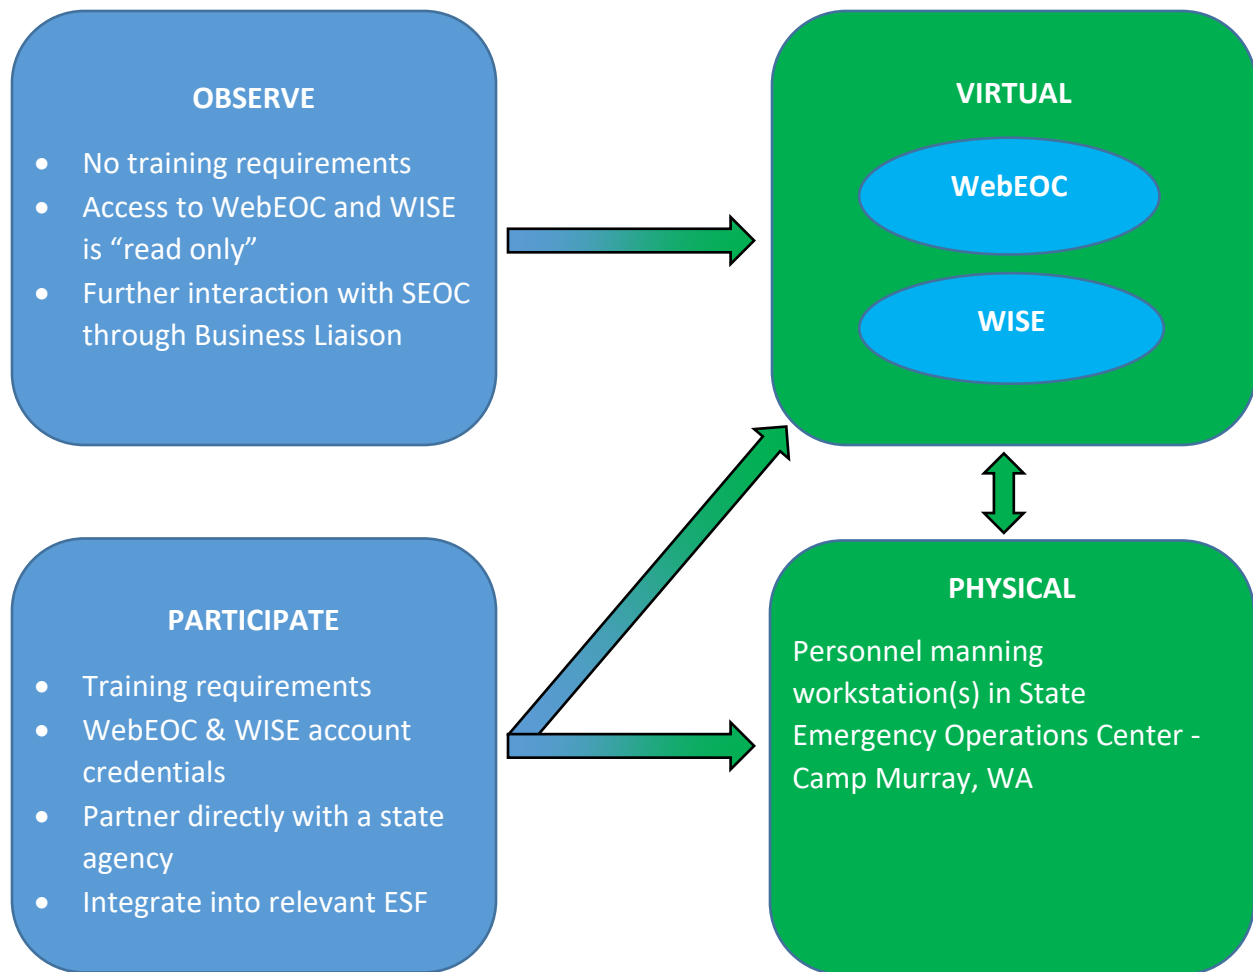 OBSERVE
• No training requirements
• Access to WebEOC and WISE
is “read only”
• Further interaction with SEOC
through Business Liaison
VIRTUAL
WebEOC
WISE
PARTICIPATE
• Training requirements
• WebEOC & WISE account
credentials
• Partner directly with a state
agency
• Integrate into relevant ESF
PHYSICAL
Personnel manning
workstation(s) in State
Emergency Operations Center -
Camp Murray, WA